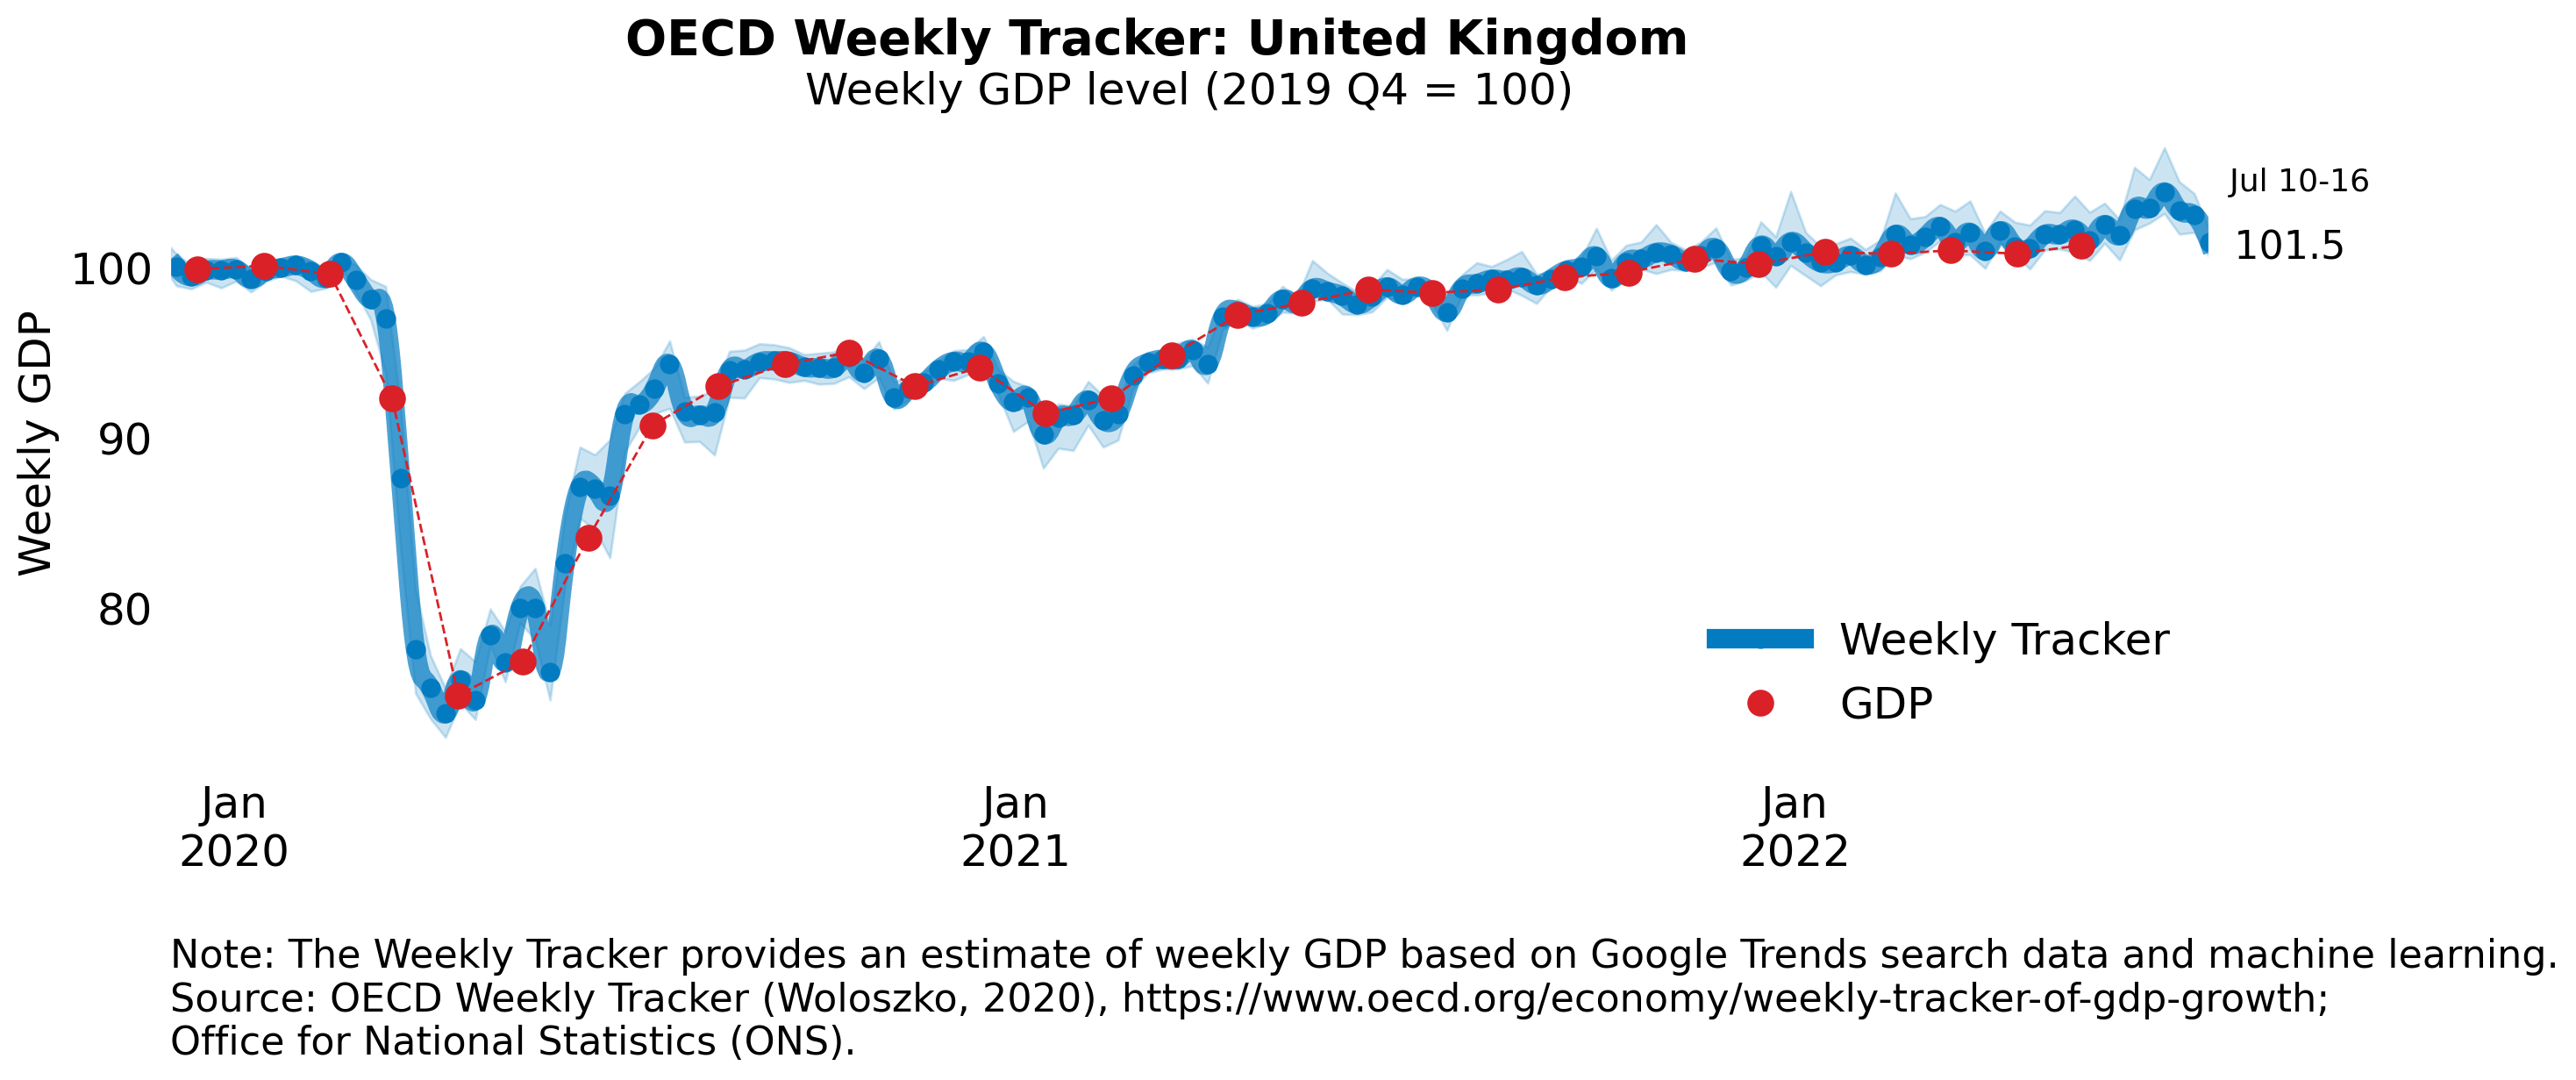 OECD Weekly Tracker: United Kingdom
Weekly GDP level (2019 Q4 = 100)
Jul 10-16
101.5
Weekly GDP
100
90
80
Weekly Tracker
GDP
Jan
2020
Jan
2021
Jan
2022
Note: The Weekly Tracker provides an estimate of weekly GDP based on Google Trends search data and machine learning.
Source: OECD Weekly Tracker (Woloszko, 2020), https://www.oecd.org/economy/weekly-tracker-of-gdp-growth;
Office for National Statistics (ONS).